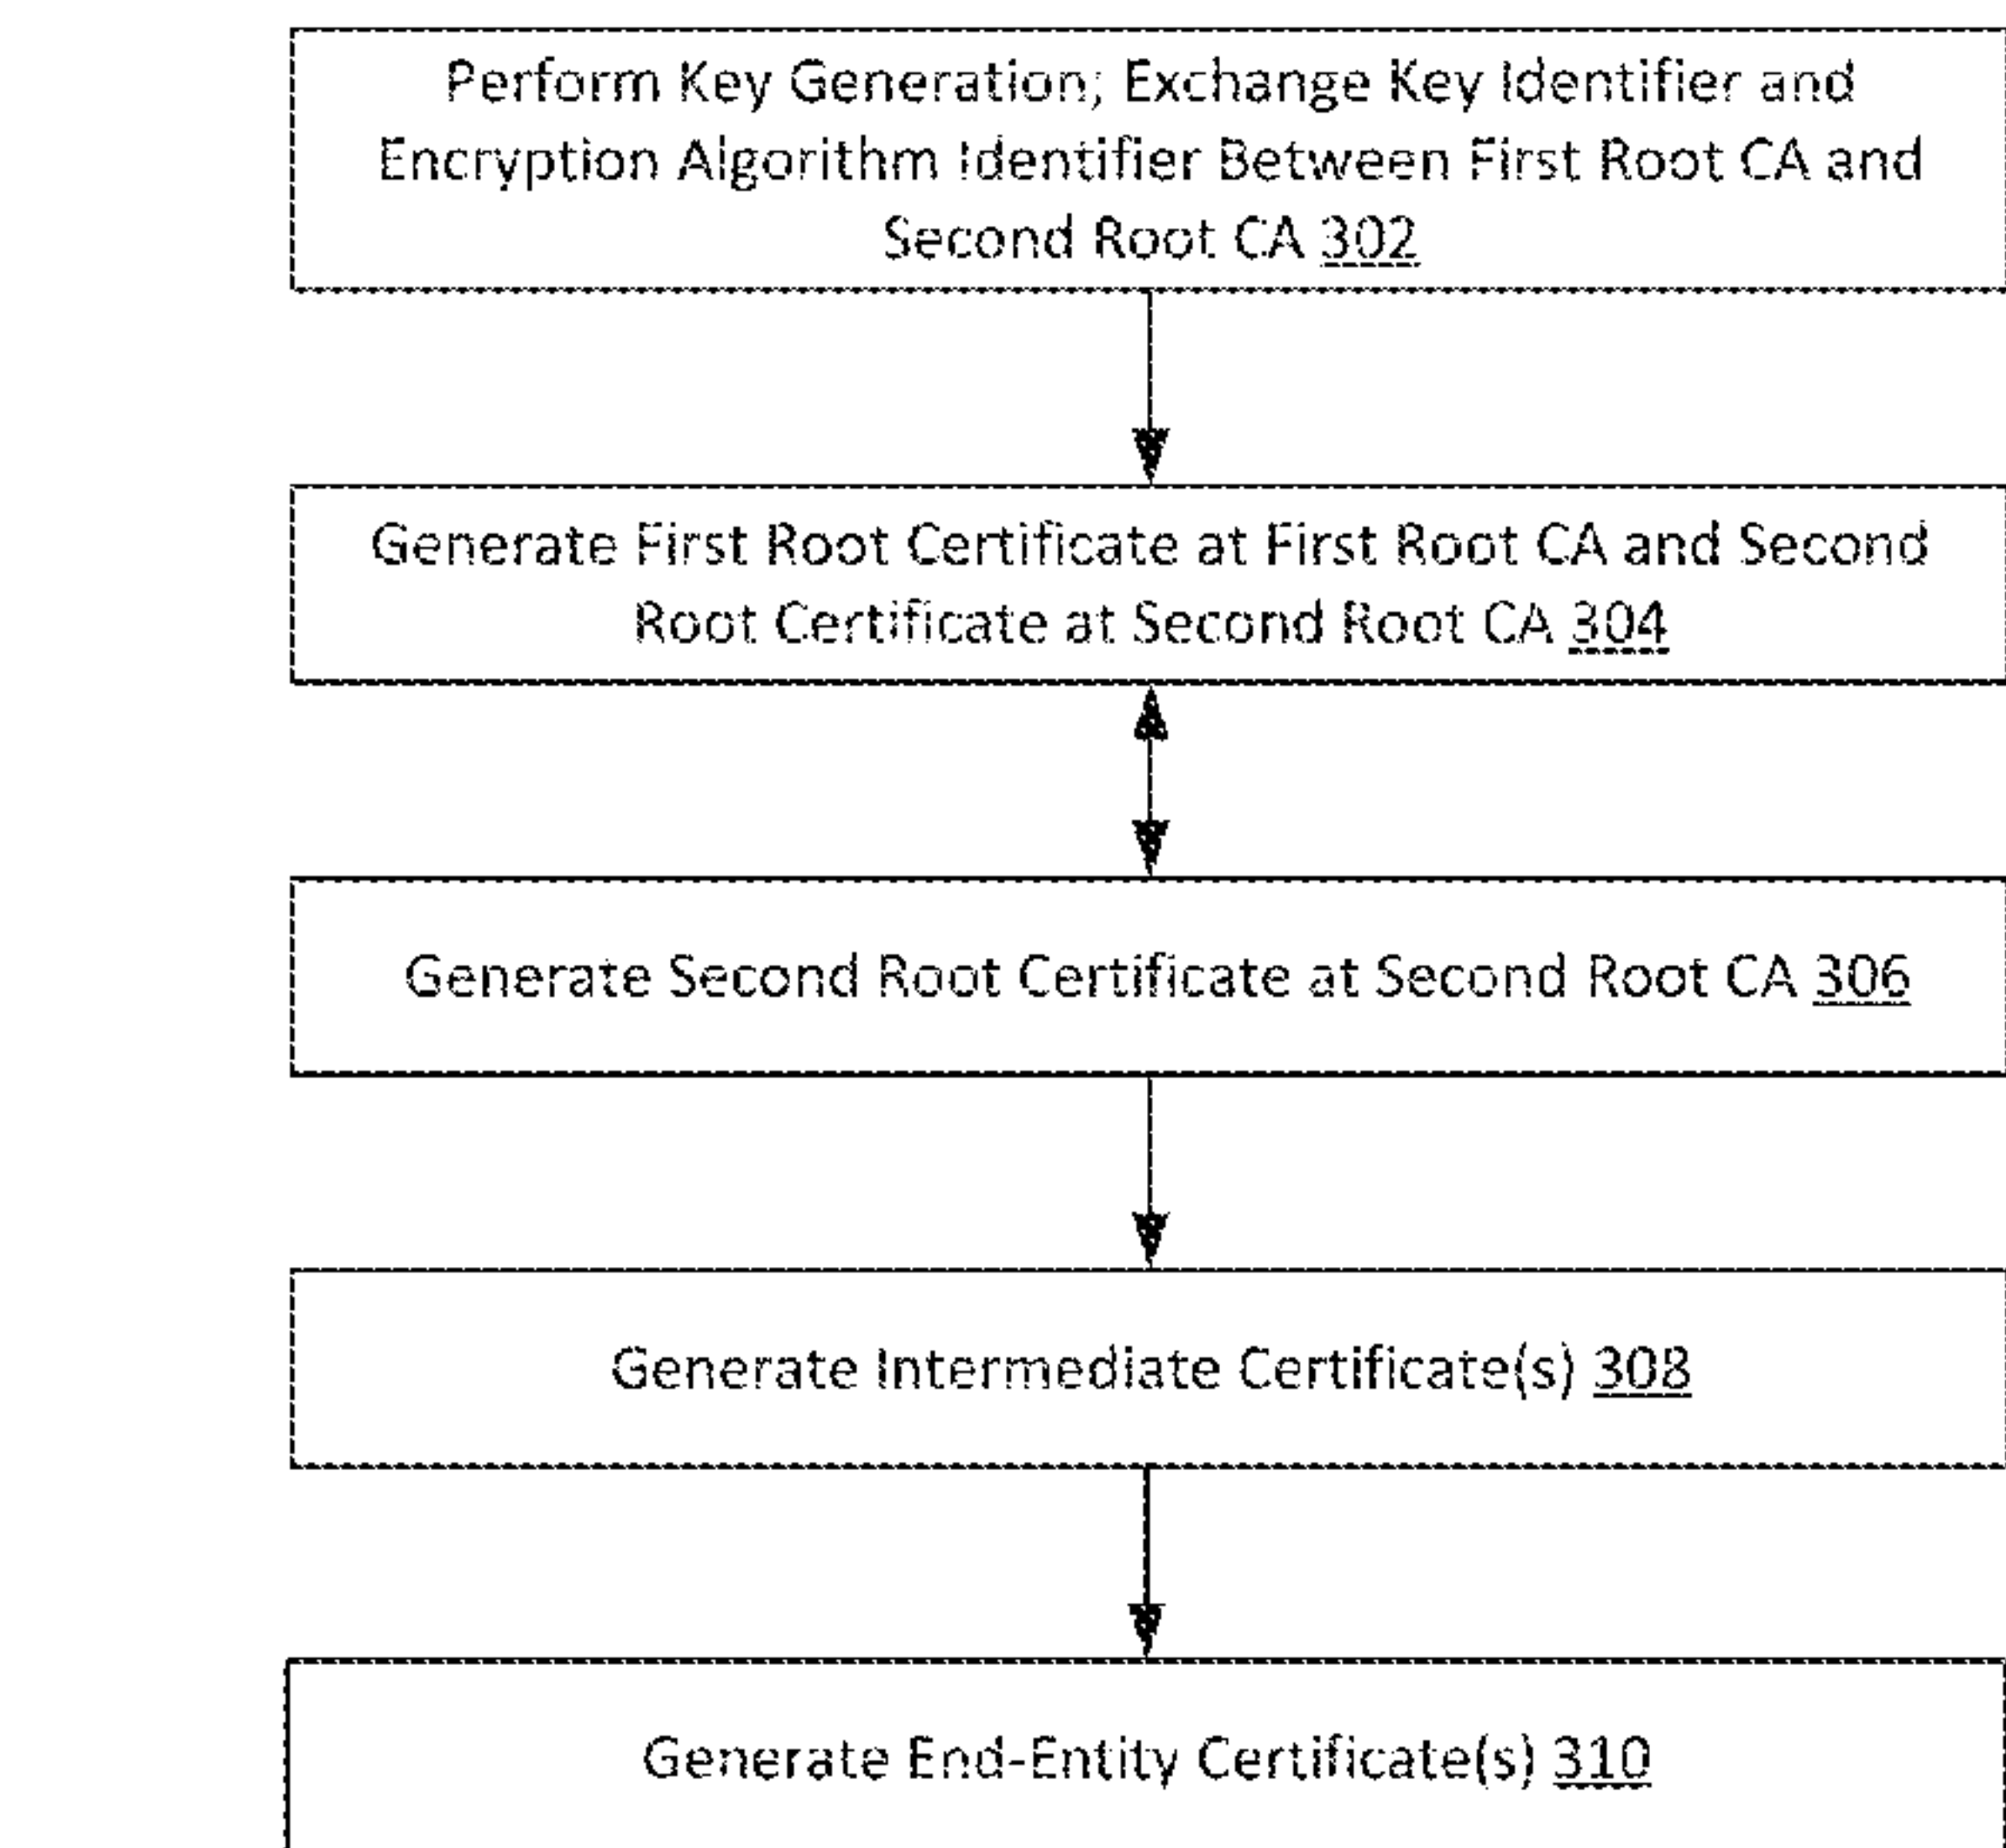 Perform Key Generation; Exchange Key Identifier and
Encryption Algorithm Identifier Between First Root CA and
Second Root CA 302
Generate First Root Certificate at First Root CA and Second
Root Certificate at Second Root CA 304
Generate Second Root Certificate at Second Root CA 306
Generate Intermediate Certificate(s) 308
Generate End-Entity Certificate(s) 310